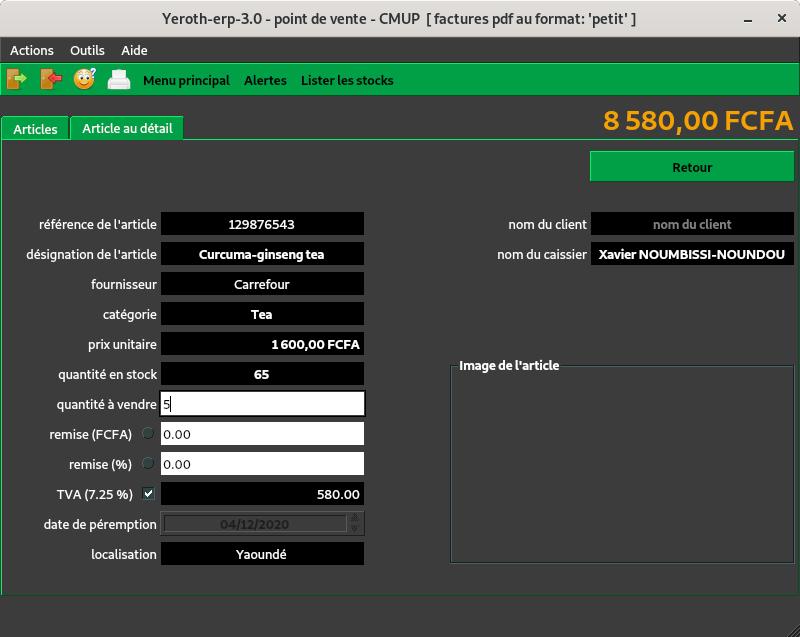 Yeroth-erp-3.0 - point de vente - CMUP [ factures pdf au format: 'petit' ]
Actions Outils Aide
Menu principal Alertes Lister les stocks
Articles Article au détail
8 580,00 FCFA
Retour
référence de l'article 129876543
nom du client nom du client
désignation de l'article Curcuma-ginseng tea
nom du caissier Xavier NOUMBISSI-NOUNDOU
fournisseur Carrefour
catégorie Tea
prix unitaire 1 600,00 FCFA
Image de l'article
quantité en stock 65
quantité à vendre 5
remise (FCFA) 0.00
remise (%) 0.00
TVA (7.25 %) 580.00
date de péremption 04/12/2020
localisation Yaoundé